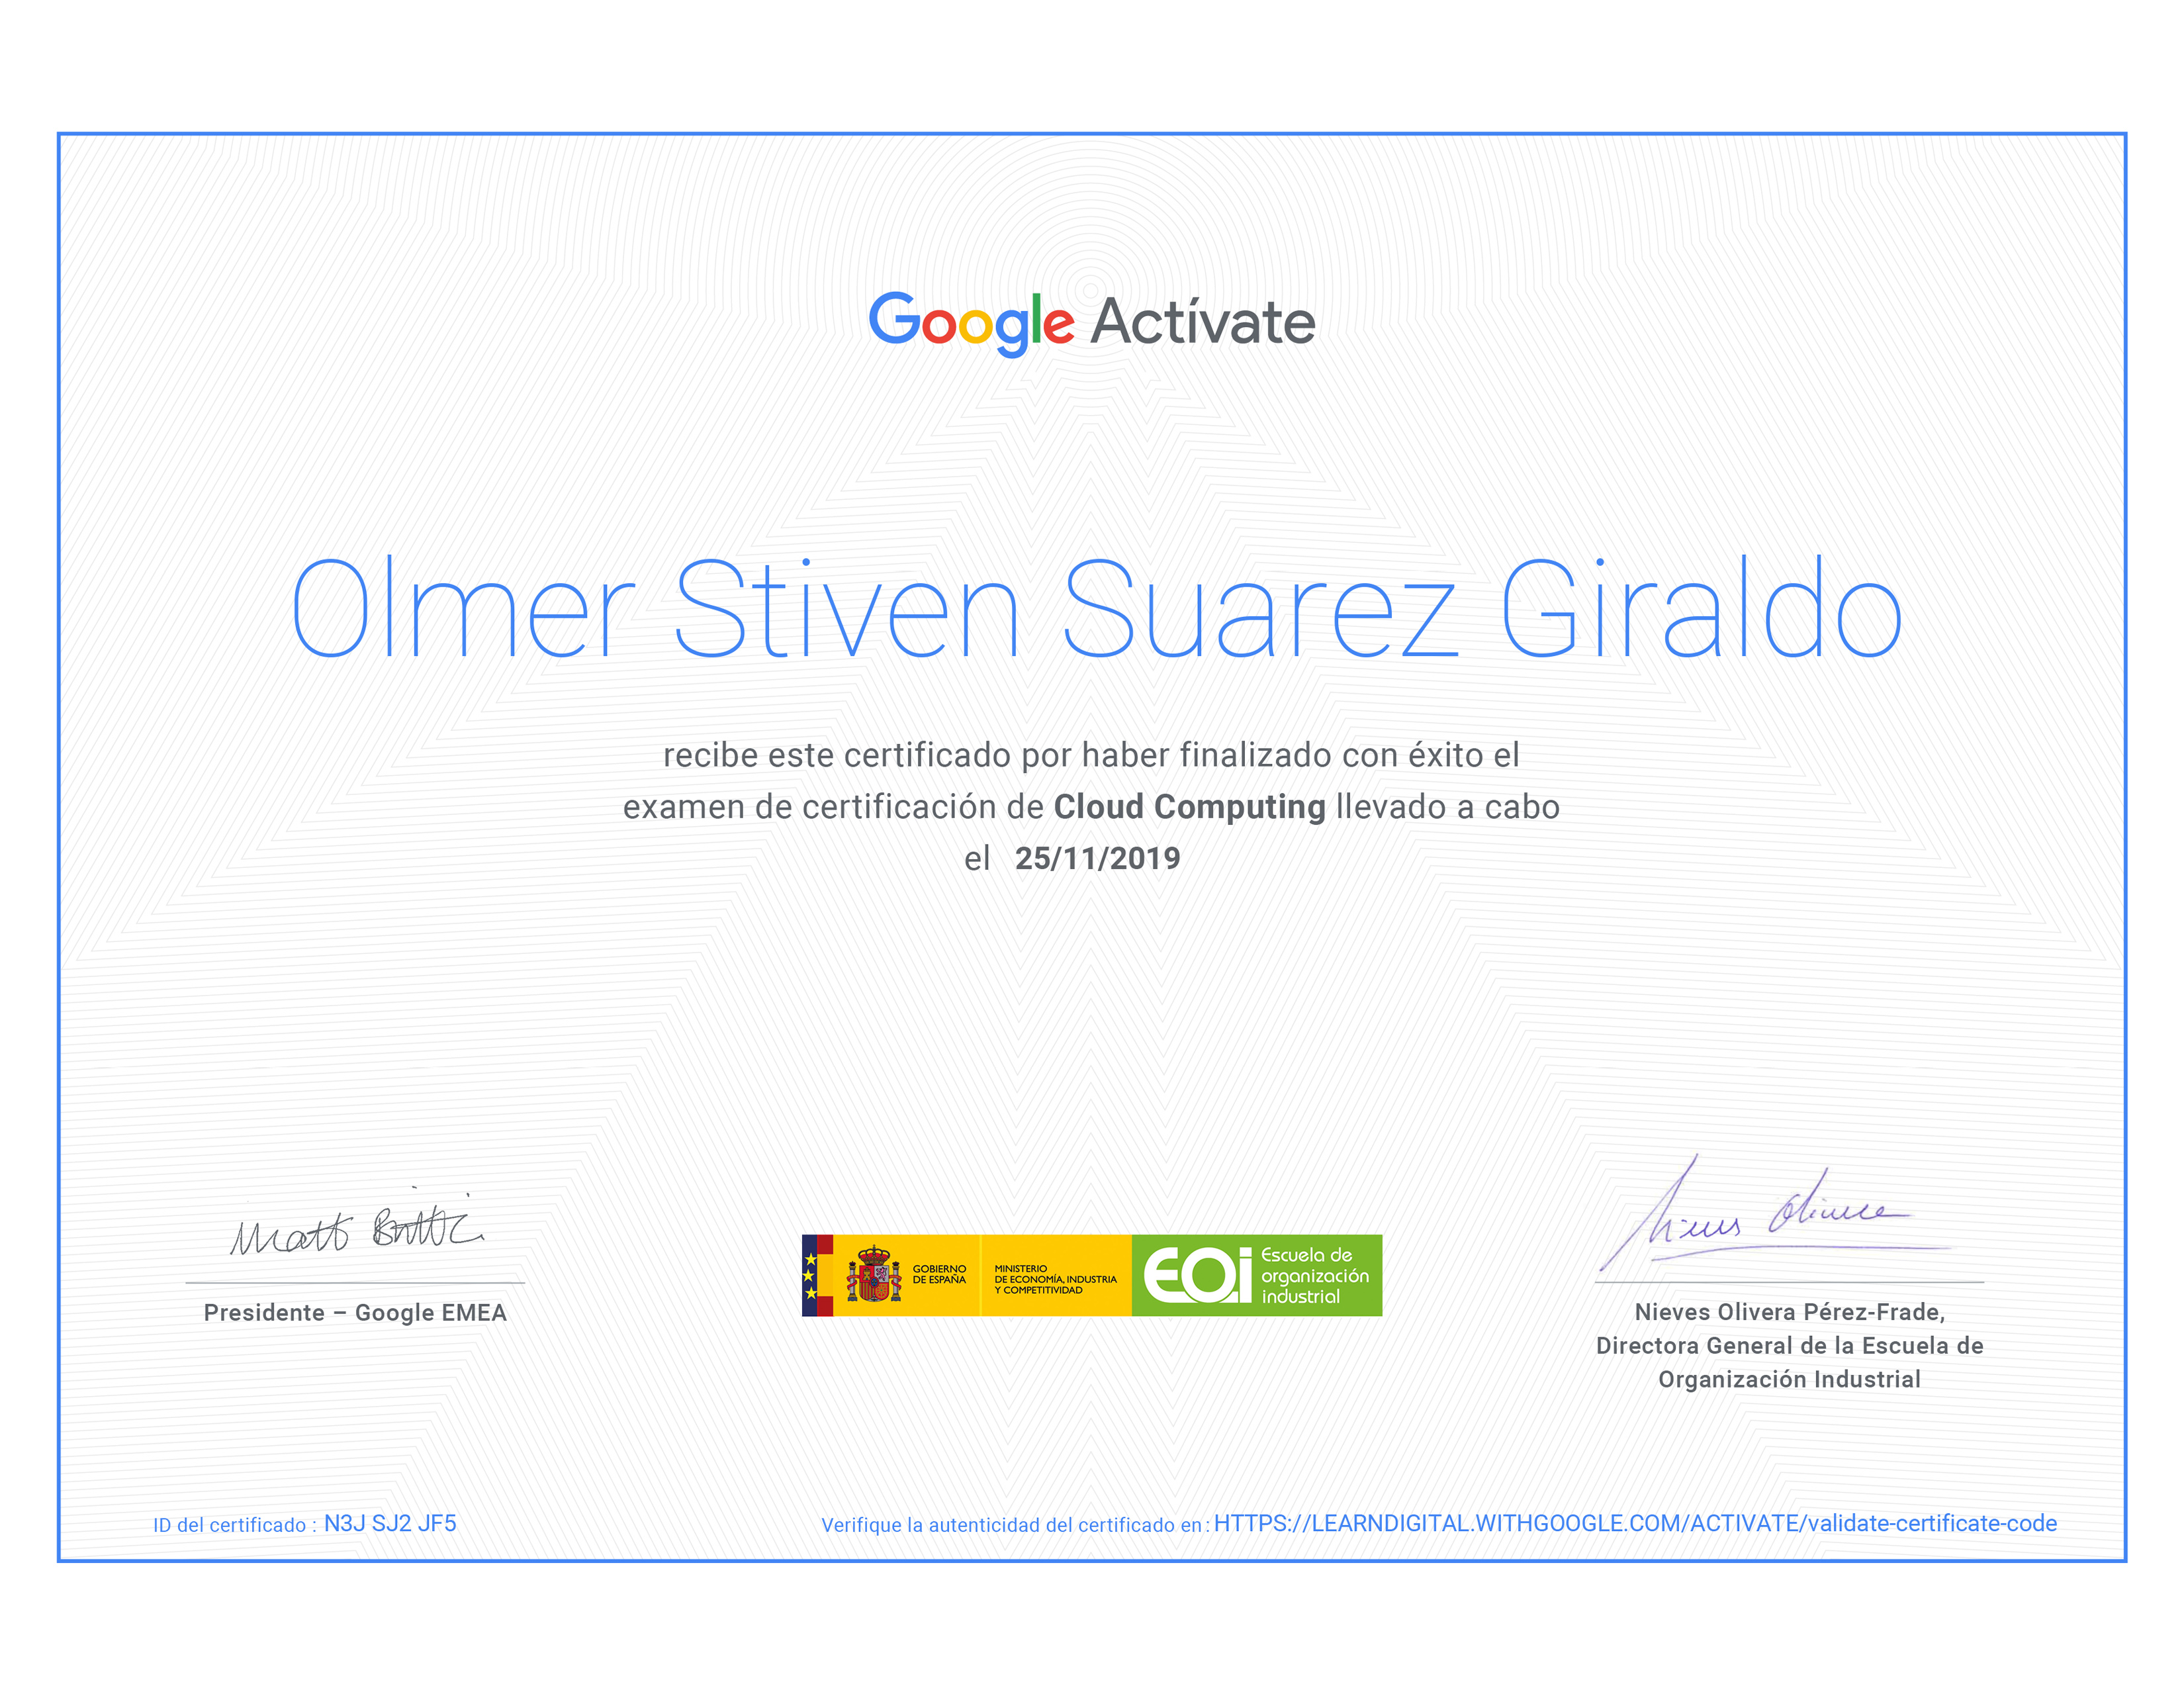 Google Actívate
Olmer Stiven Suarez Giraldo
recibe este certificado por haber finalizado con éxito el
examen de certificación de Cloud Computing llevado a cabo
el 25/11/2019
Matt Brittin
Presidente – Google EMEA
GOBIERNO
DE ESPAÑA
MINISTERIO
DE ECONOMÍA, INDUSTRIA
Y COMPETITIVIDAD
EOi
Escuela de
organización
industrial
Nieves Olivera
Nieves Olivera Pérez-Frade,
Directora General de la Escuela de
Organización Industrial
ID del certificado : N3J SJ2 JF5
Verifique la autenticidad del certificado en : HTTPS://LEARNDIGITAL.WITHGOOGLE.COM/ACTIVATE/validate-certificate-code